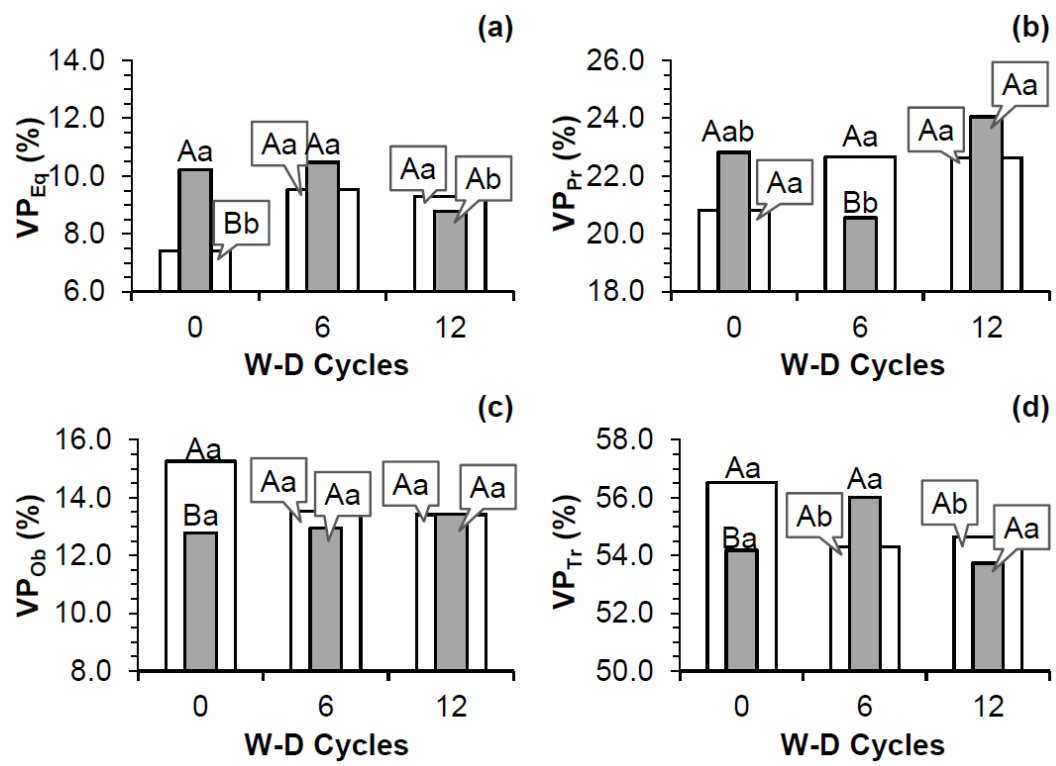 (a)
14.0
12.0
10.0
8.0
6.0
VP_Eq (%)
Aa
Bb
Aa
Aa
Aa
Ab
0
6
12
W-D Cycles
(b)
26.0
24.0
22.0
20.0
18.0
VP_Pr (%)
Aab
Aa
Aa
Bb
Aa
Aa
0
6
12
W-D Cycles
(c)
16.0
14.0
12.0
10.0
8.0
VP_Ob (%)
Aa
Ba
Aa
Aa
Aa
Aa
0
6
12
W-D Cycles
(d)
58.0
56.0
54.0
52.0
50.0
VP_Tr (%)
Aa
Ba
Ab
Aa
Ab
Aa
0
6
12
W-D Cycles